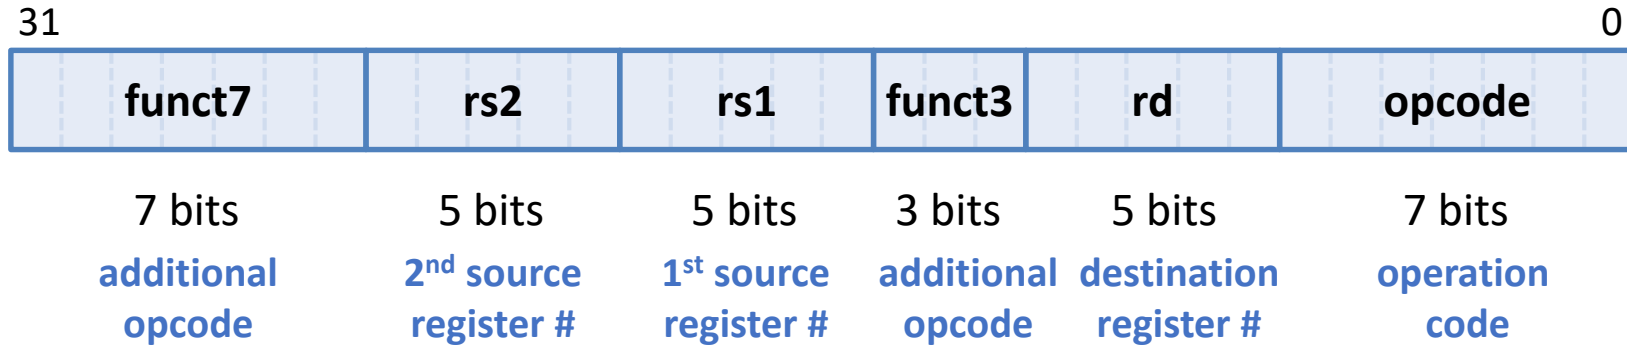 31 0
funct7 rs2 rs1 funct3 rd opcode
7 bits 5 bits 5 bits 3 bits 5 bits 7 bits
additional 2nd source 1st source additional destination operation
opcode register # register # opcode register # code